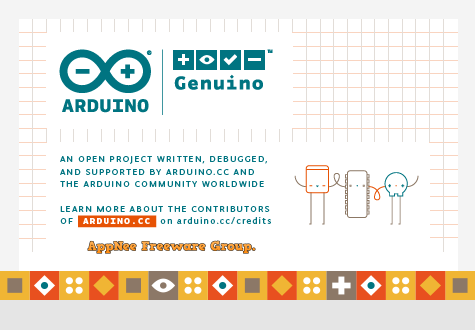 ARDUINO
Genuino
AN OPEN PROJECT WRITTEN, DEBUGGED,
AND SUPPORTED BY ARDUINO.CC AND
THE ARDUINO COMMUNITY WORLDWIDE
LEARN MORE ABOUT THE CONTRIBUTORS
OF ARDUINO.CC on arduino.cc/credits
AppNee Freeware Group.